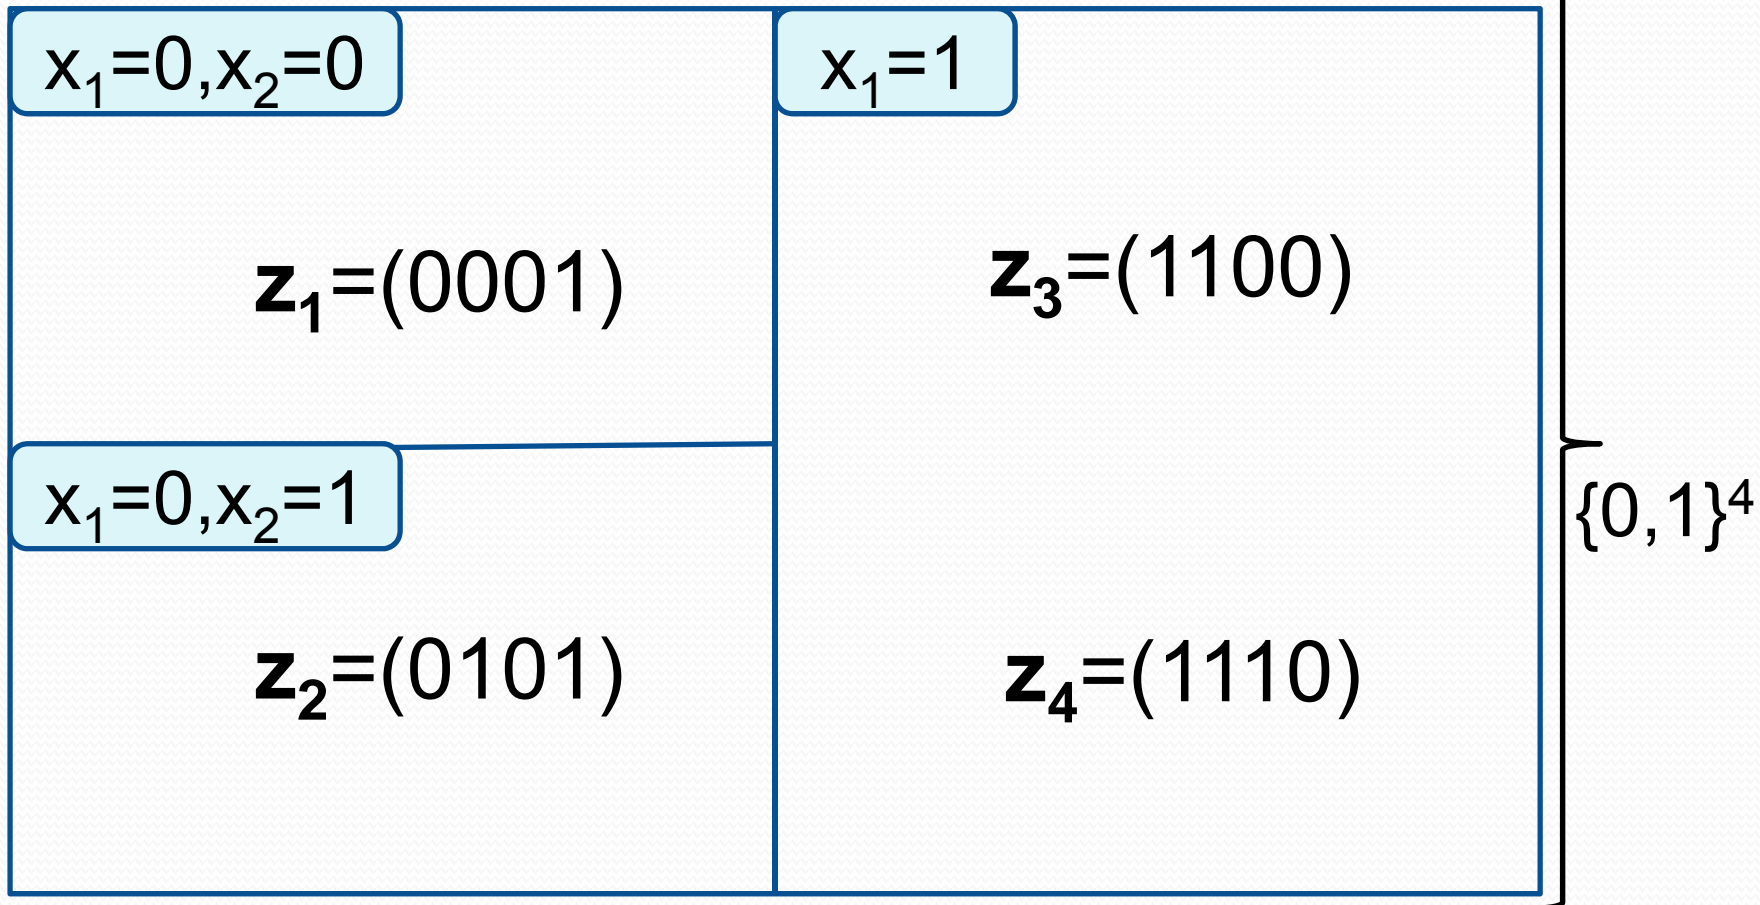 x₁=0,x₂=0
x₁=1
z₁=(0001)
z₃=(1100)
x₁=0,x₂=1
{0,1}⁴
z₂=(0101)
z₄=(1110)